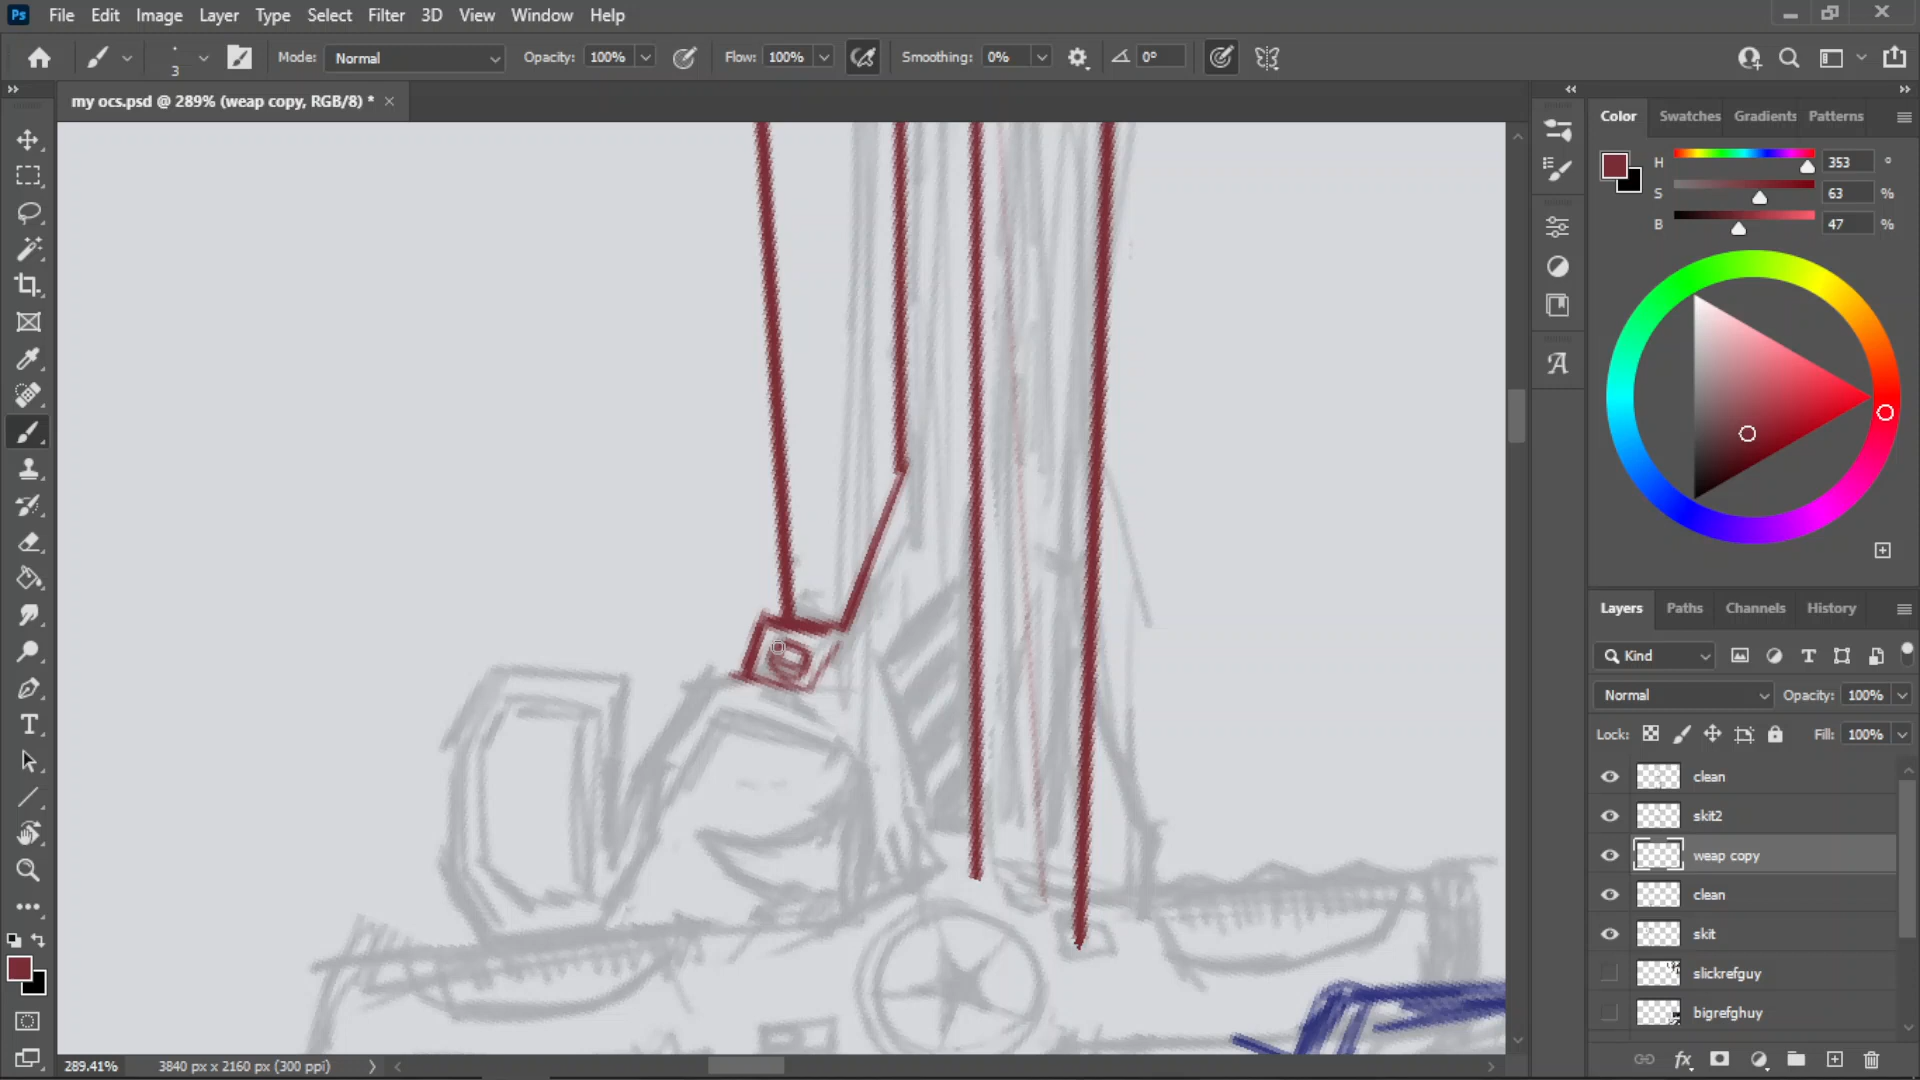 Ps File Edit Image Layer Type Select Filter 3D View Window Help
3 Mode: Normal Opacity: 100% Flow: 100% Smoothing: 0% 0°
my ocs.psd @ 289% (weap copy, RGB/8) *
Color Swatches Gradients Patterns
H 353 °
S 63 %
B 47 %
Layers Paths Channels History
Kind
Normal Opacity: 100%
Lock: Fill: 100%
clean
skit2
weap copy
clean
skit
slickrefguy
bigrefghuy
289.41% 3840 px x 2160 px (300 ppi)